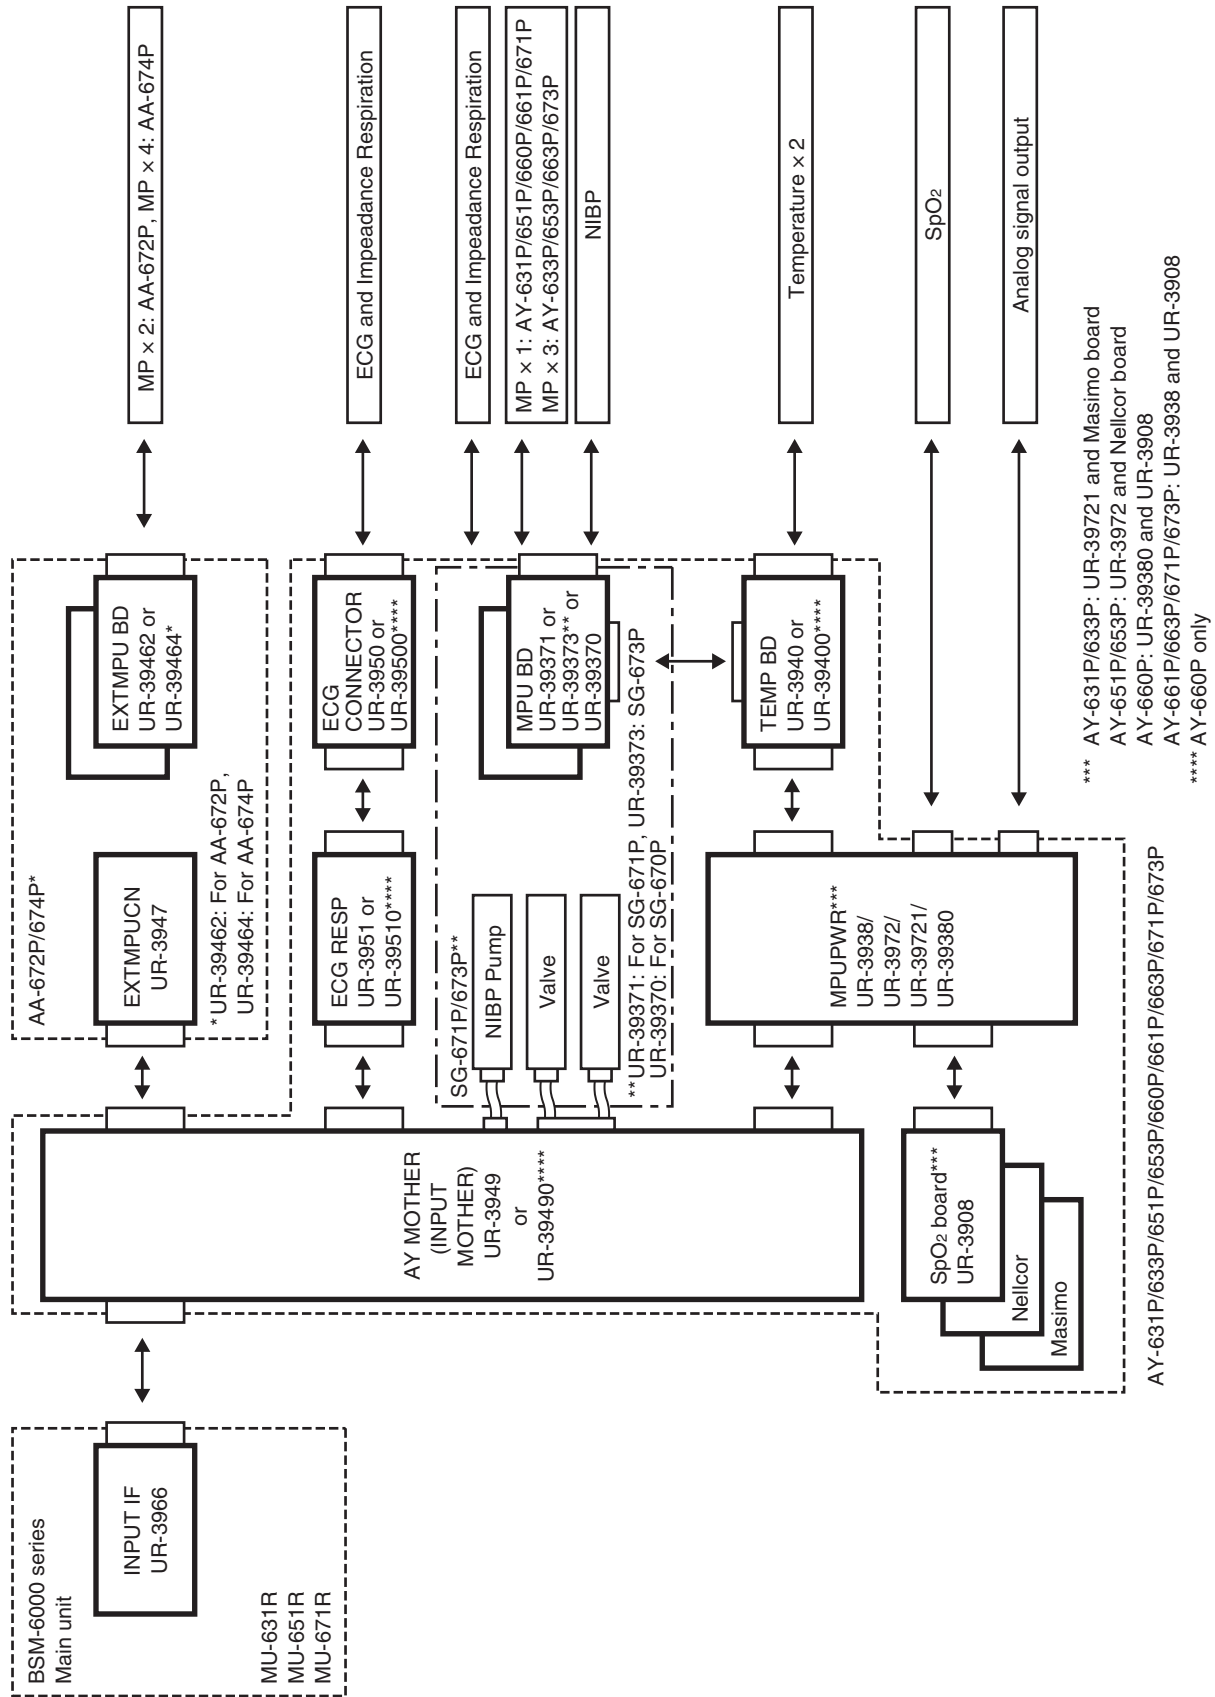 BSM-6000 series
Main unit
INPUT IF
UR-3966
MU-631R
MU-651R
MU-671R
AY MOTHER
(INPUT
MOTHER)
UR-3949
or
UR-39490****
SpO2 board***
UR-3908
Nellcor
Masimo
AY-631P/633P/651P/653P/660P/661P/663P/671P/673P
AA-672P/674P*
EXTMPUCN
UR-3947
* UR-39462: For AA-672P,
UR-39464: For AA-674P
EXTMPU BD
UR-39462 or
UR-39464*
ECG RESP
UR-3951 or
UR-39510****
ECG
CONNECTOR
UR-3950 or
UR-39500****
SG-671P/673P**
NIBP Pump
Valve
Valve
MPU BD
UR-39371 or
UR-39373** or
UR-39370
** UR-39371: For SG-671P, UR-39373: SG-673P
UR-39370: For SG-670P
MPUPWR***
UR-3938/
UR-3972/
UR-39721/
UR-39380
TEMP BD
UR-3940 or
UR-39400****
MP × 2: AA-672P, MP × 4: AA-674P
ECG and Impeadance Respiration
ECG and Impeadance Respiration
MP × 1: AY-631P/651P/660P/661P/671P
MP × 3: AY-633P/653P/663P/673P
NIBP
Temperature × 2
SpO2
Analog signal output
*** AY-631P/633P: UR-39721 and Masimo board
AY-651P/653P: UR-3972 and Nellcor board
AY-660P: UR-39380 and UR-3908
AY-661P/663P/671P/673P: UR-3938 and UR-3908
**** AY-660P only